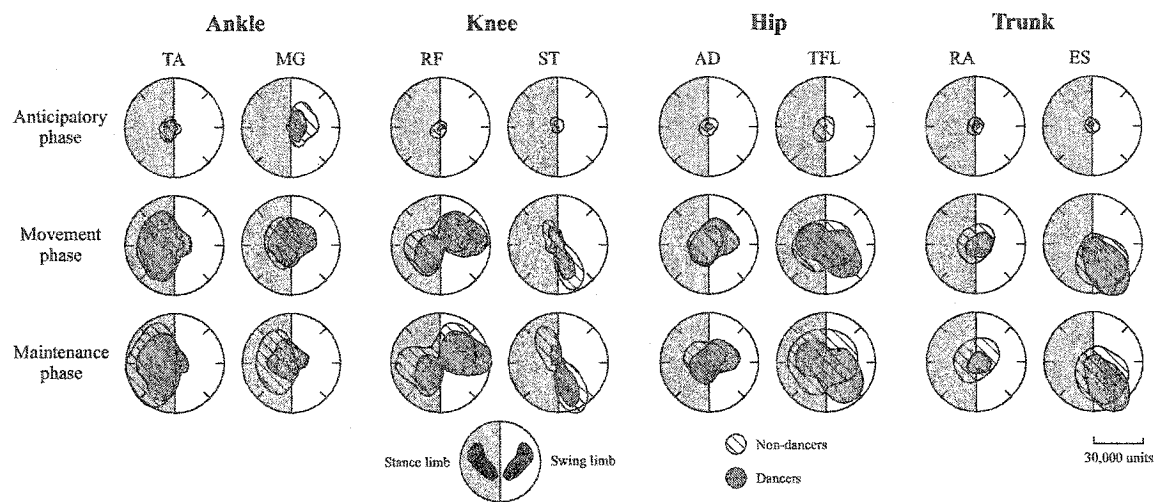 Ankle Knee Hip Trunk
TA MG RF ST AD TFL RA ES
Anticipatory
phase
Movement
phase
Maintenance
phase
Stance limb Swing limb
Non-dancers
Dancers
30,000 units